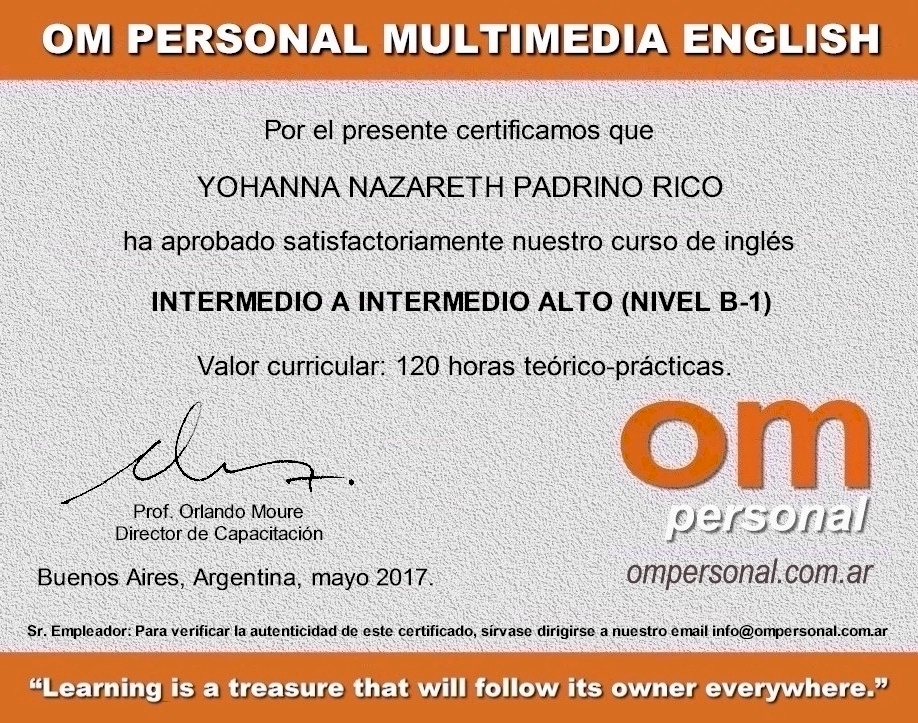 OM PERSONAL MULTIMEDIA ENGLISH
Por el presente certificamos que
YOHANNA NAZARETH PADRINO RICO
ha aprobado satisfactoriamente nuestro curso de inglés
INTERMEDIO A INTERMEDIO ALTO (NIVEL B-1)
Valor curricular: 120 horas teórico-prácticas.
om
personal
Prof. Orlando Moure
Director de Capacitación
ompersonal.com.ar
Buenos Aires, Argentina, mayo 2017.
Sr. Empleador: Para verificar la autenticidad de este certificado, sírvase dirigirse a nuestro email info@ompersonal.com.ar
“Learning is a treasure that will follow its owner everywhere.”